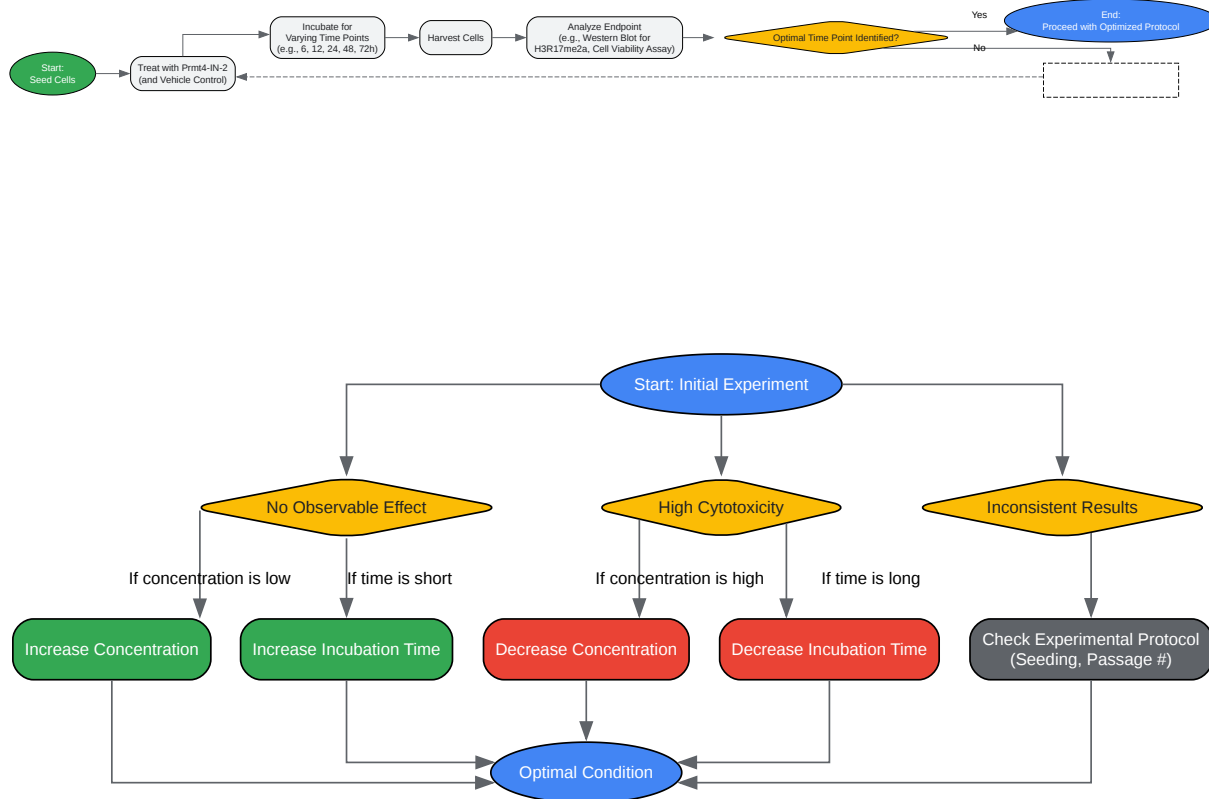 Start:
Seed Cells
Treat with Prmt4-IN-2
(and Vehicle Control)
Incubate for
Varying Time Points
(e.g., 6, 12, 24, 48, 72h)
Harvest Cells
Analyze Endpoint
(e.g., Western Blot for
H3R17me2a, Cell Viability Assay)
Optimal Time Point Identified?
Yes
No
End:
Proceed with Optimized Protocol
Start: Initial Experiment
No Observable Effect
High Cytotoxicity
Inconsistent Results
If concentration is low
If time is short
If concentration is high
If time is long
Increase Concentration
Increase Incubation Time
Decrease Concentration
Decrease Incubation Time
Check Experimental Protocol
(Seeding, Passage #)
Optimal Condition